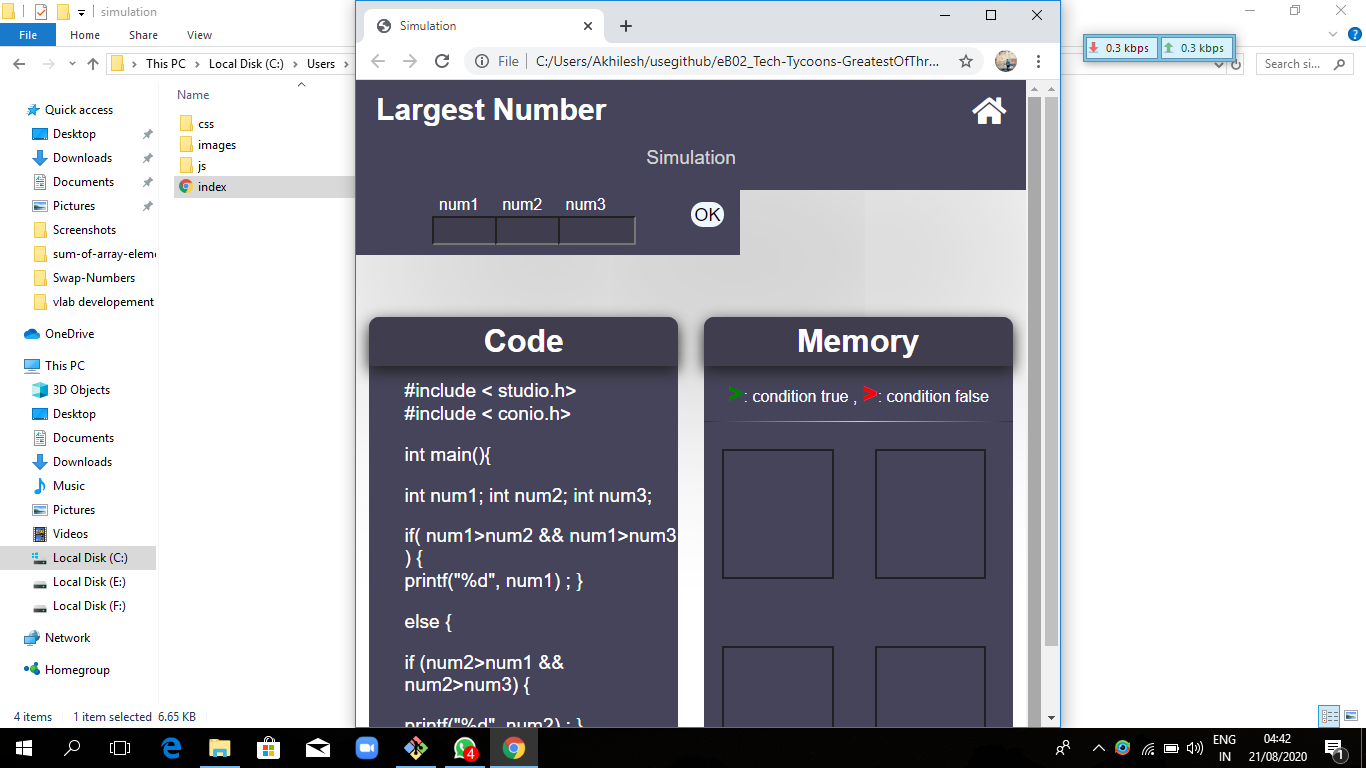 simulation
File Home Share View
This PC Local Disk (C:) Users
Search si...
Quick access
Desktop
Downloads
Documents
Pictures
Screenshots
sum-of-array-eleme
Swap-Numbers
vlab developement
OneDrive
This PC
3D Objects
Desktop
Documents
Downloads
Music
Pictures
Videos
Local Disk (C:)
Local Disk (E:)
Local Disk (F:)
Network
Homegroup
Name
css
images
js
index
4 items 1 item selected 6.65 KB
Simulation
File C:/Users/Akhilesh/usegithub/eB02_Tech-Tycoons-GreatestOfThr...
0.3 kbps 0.3 kbps
Largest Number
Simulation
num1 num2 num3
OK
Code
#include < studio.h>
#include < conio.h>
int main(){
int num1; int num2; int num3;
if( num1>num2 && num1>num3
) {
printf("%d", num1) ; }
else {
if (num2>num1 &&
num2>num3) {
printf("%d", num2) ; }
Memory
>: condition true , >: condition false
4
ENG
IN
04:42
21/08/2020
1